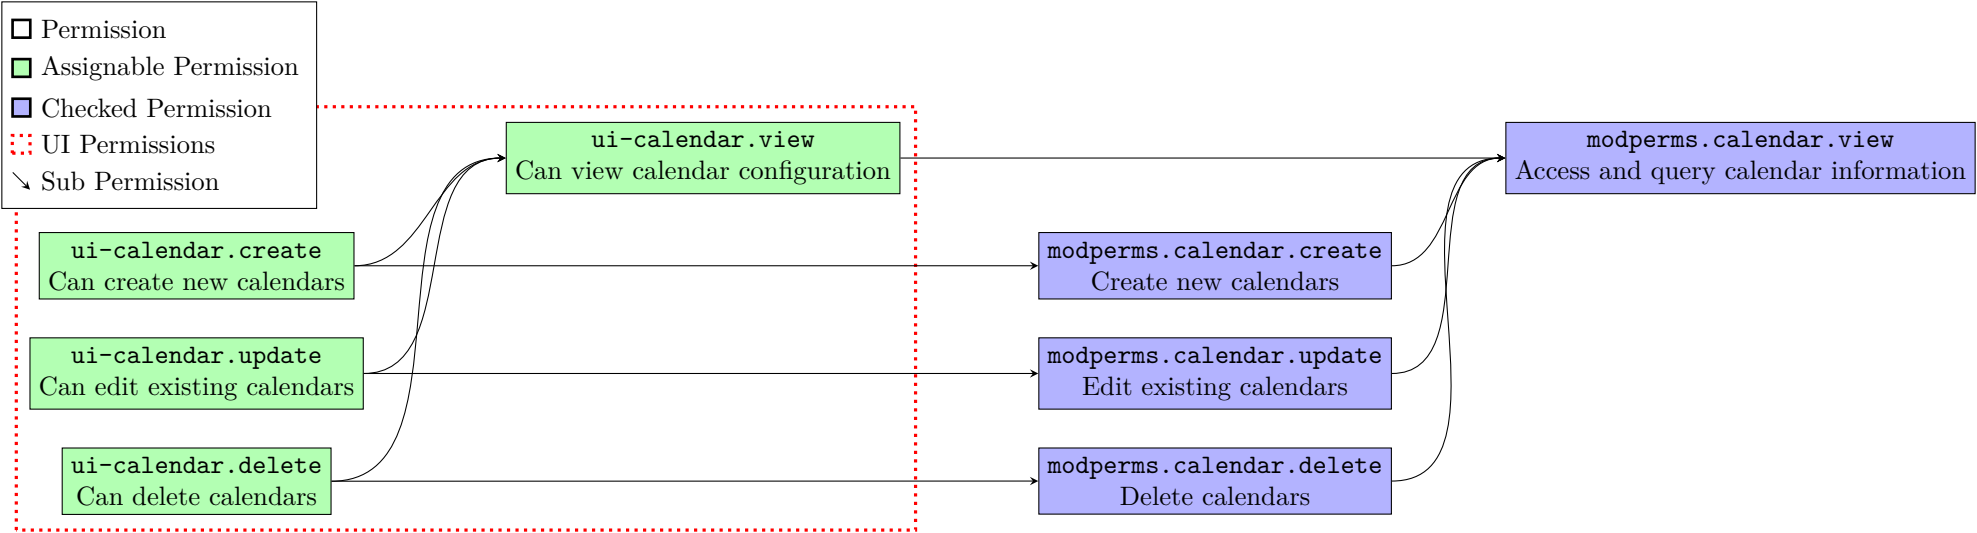 Permission
Assignable Permission
Checked Permission
UI Permissions
Sub Permission
ui-calendar.view
Can view calendar configuration
modperms.calendar.view
Access and query calendar information
ui-calendar.create
Can create new calendars
modperms.calendar.create
Create new calendars
ui-calendar.update
Can edit existing calendars
modperms.calendar.update
Edit existing calendars
ui-calendar.delete
Can delete calendars
modperms.calendar.delete
Delete calendars